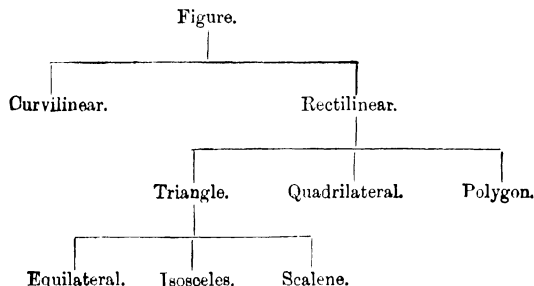 Figure.
Curvilinear. Rectilinear.
Triangle. Quadrilateral. Polygon.
Equilateral. Isosceles. Scalene.